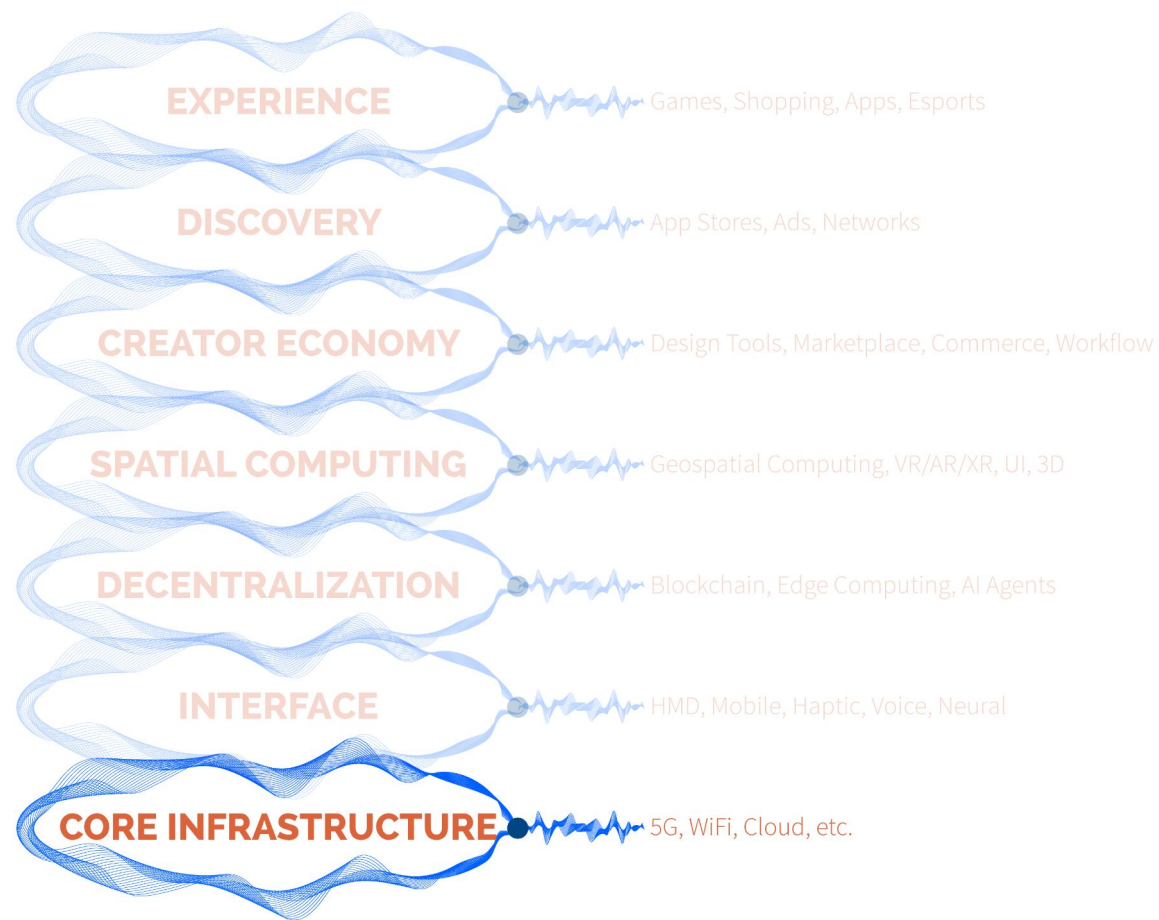 EXPERIENCE Games, Shopping, Apps, Esports
DISCOVERY App Stores, Ads, Networks
CREATOR ECONOMY Design Tools, Marketplace, Commerce, Workflow
SPATIAL COMPUTING Geospatial Computing, VR/AR/XR, UI, 3D
DECENTRALIZATION Blockchain, Edge Computing, AI Agents
INTERFACE HMD, Mobile, Haptic, Voice, Neural
CORE INFRASTRUCTURE 5G, WiFi, Cloud, etc.